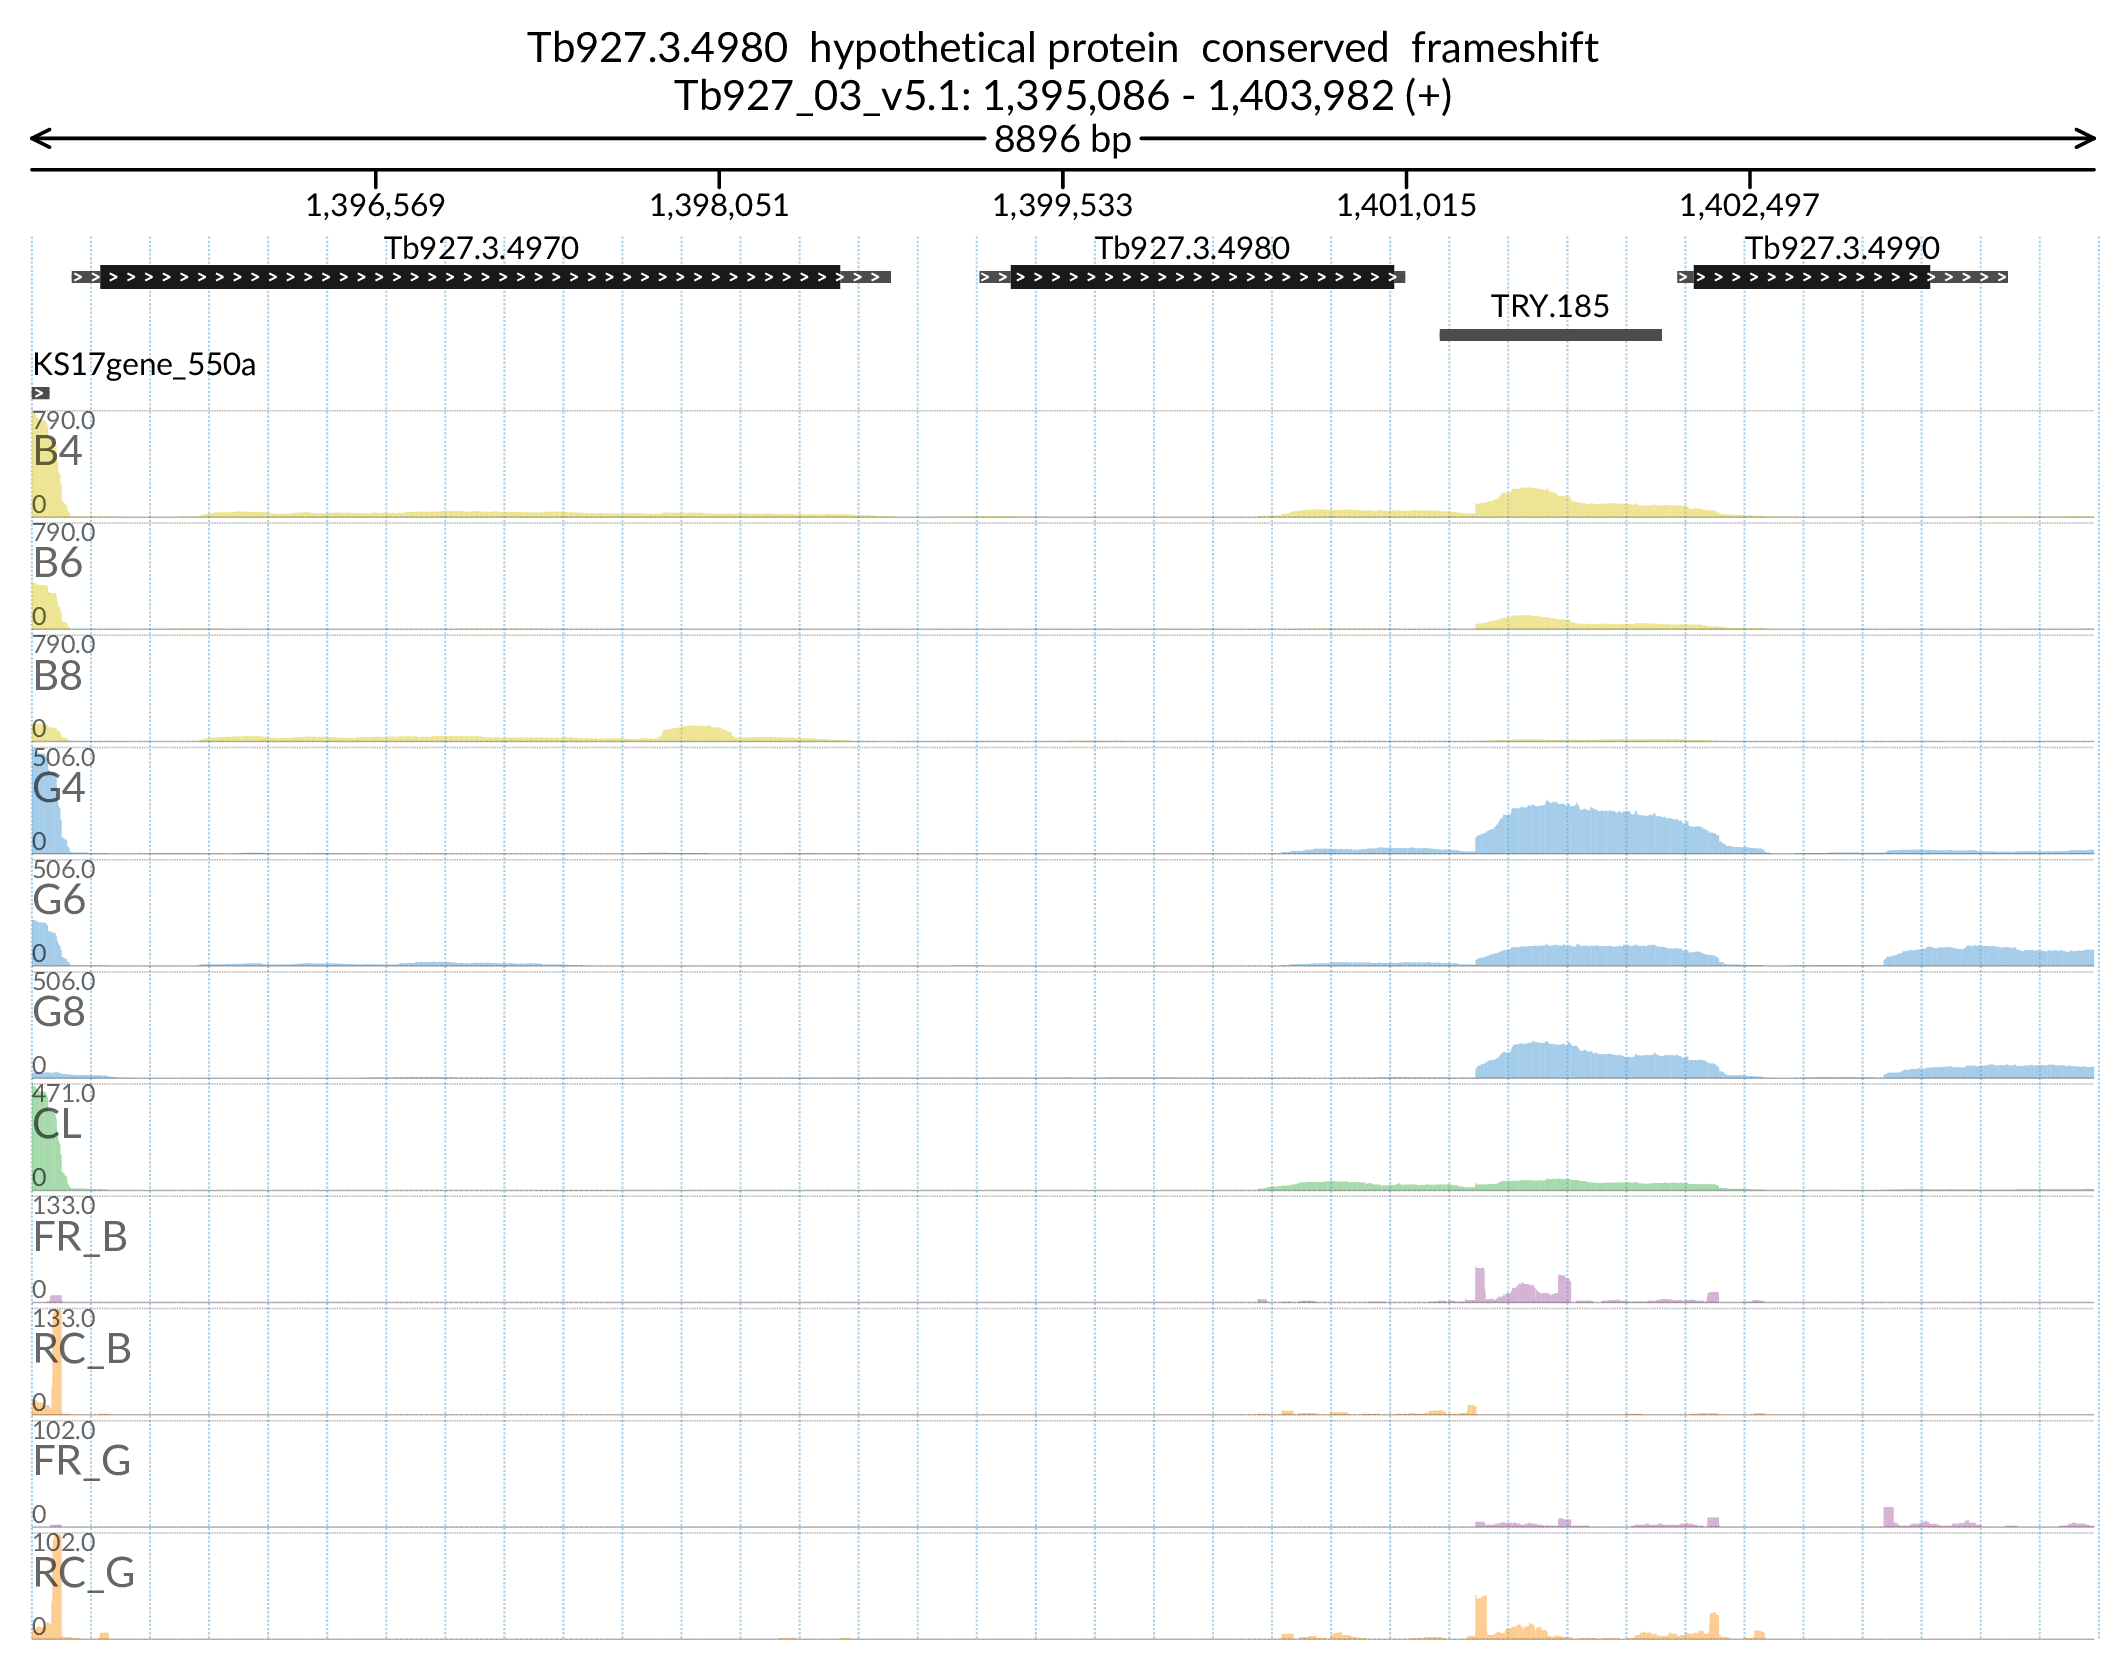 Tb927.3.4980 hypothetical protein conserved frameshift
Tb927_03_v5.1: 1,395,086 - 1,403,982 (+)
8896 bp
1,396,569 1,398,051 1,399,533 1,401,015 1,402,497
Tb927.3.4970 Tb927.3.4980 Tb927.3.4990
TRY.185
KS17gene_550a
790.0
B4
0
790.0
B6
0
790.0
B8
0
506.0
G4
0
506.0
G6
0
506.0
G8
0
471.0
CL
0
133.0
FR_B
0
133.0
RC_B
0
102.0
FR_G
0
102.0
RC_G
0